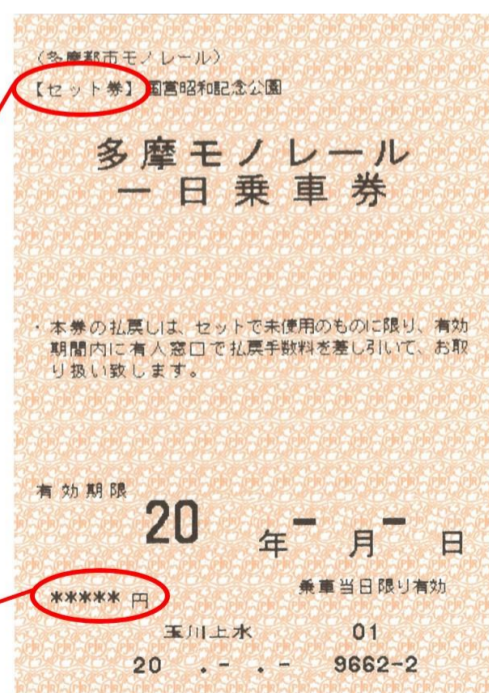 （多摩都市モノレール）
【セット券】国営昭和記念公園
多摩モノレール
一日乗車券
・本券の払戻しは、セットで未使用のものに限り、有効
期間内に有人窓口で払戻手数料を差し引いて、お取
り扱い致します。
有効期限
20 年- 月- 日
乗車当日限り有効
***** 円
玉川上水 01
20 .- .- 9662-2